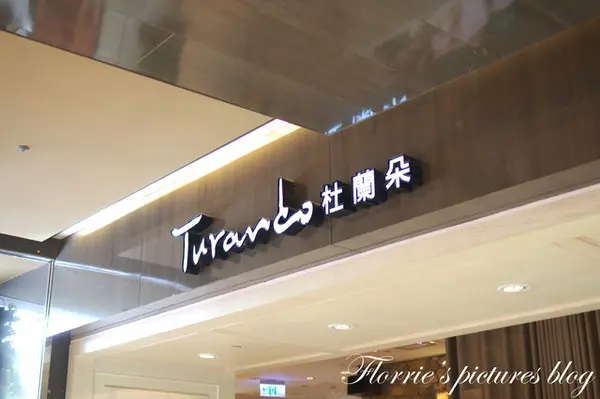 Turando 杜蘭朵
Florrie's pictures blog